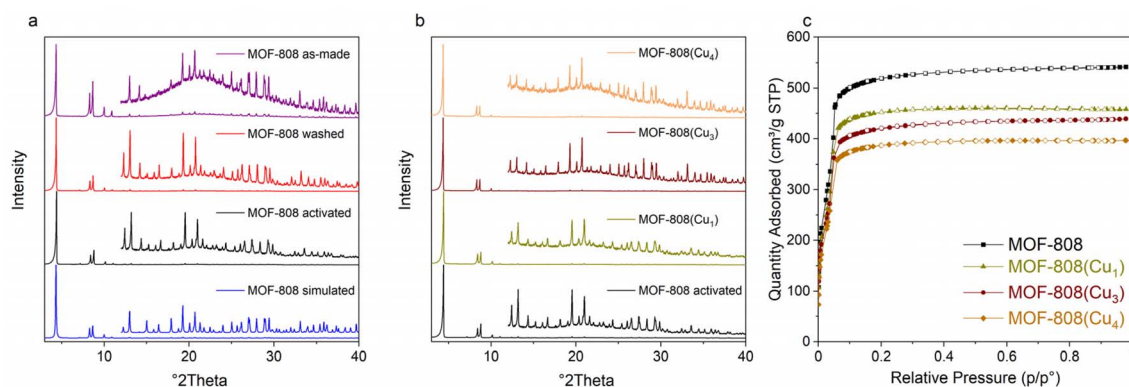 a
MOF-808 as-made
MOF-808 washed
MOF-808 activated
MOF-808 simulated
Intensity
10 20 30 40
°2Theta
b
MOF-808(Cu₄)
MOF-808(Cu₃)
MOF-808(Cu₁)
MOF-808 activated
Intensity
10 20 30 40
°2Theta
c
Quantity Adsorbed (cm³/g STP)
600
500
400
300
200
100
0
MOF-808
MOF-808(Cu₁)
MOF-808(Cu₃)
MOF-808(Cu₄)
0 0.2 0.4 0.6 0.8
Relative Pressure (p/p°)